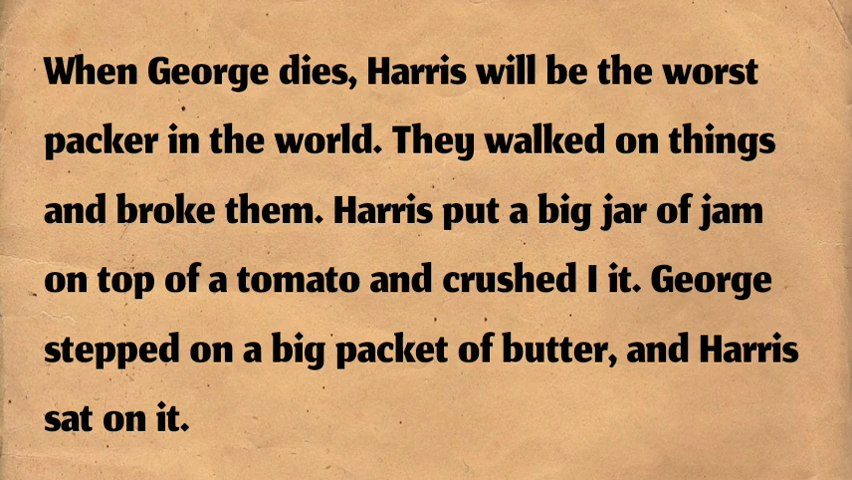 When George dies, Harris will be the worst
packer in the world. They walked on things
and broke them. Harris put a big jar of jam
on top of a tomato and crushed I it. George
stepped on a big packet of butter, and Harris
sat on it.